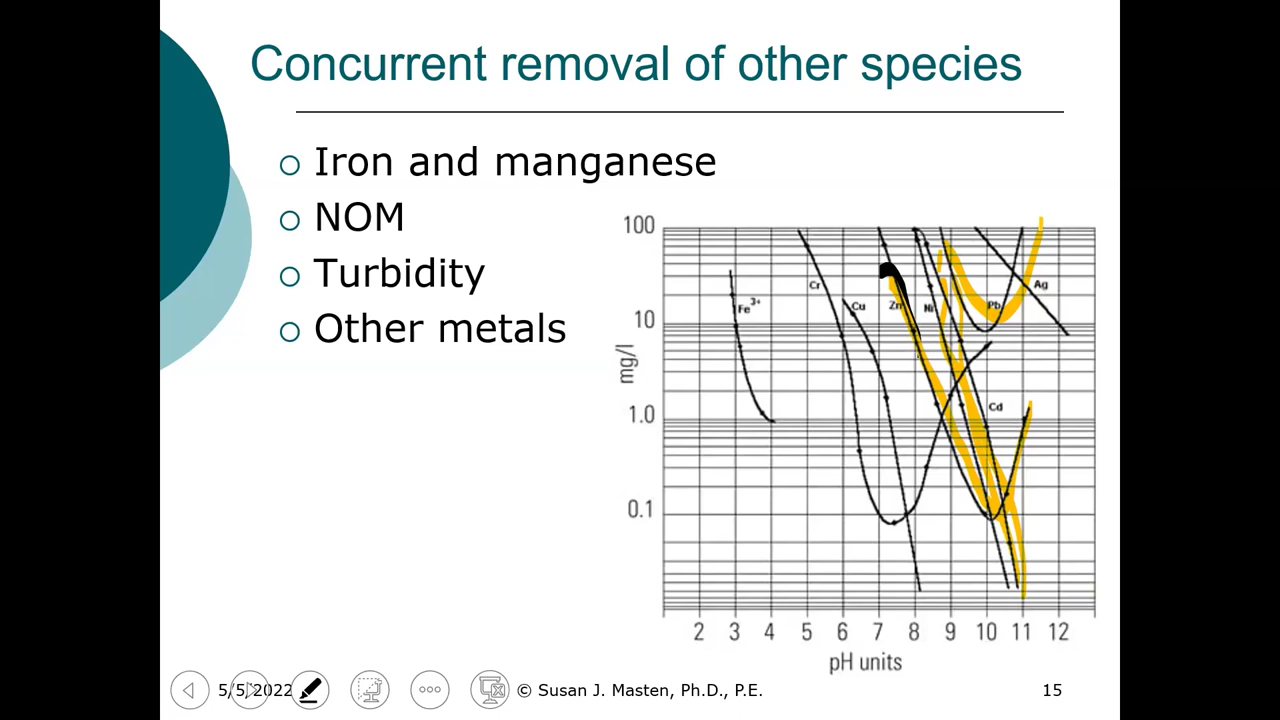 Concurrent removal of other species
Iron and manganese
NOM
Turbidity
Other metals
100
10
1.0
0.1
mg/l
Fe3+
Cr
Cu
Zn
Ni
Pb
Ag
Cd
2 3 4 5 6 7 8 9 10 11 12
pH units
5/5/2022
© Susan J. Masten, Ph.D., P.E.
15